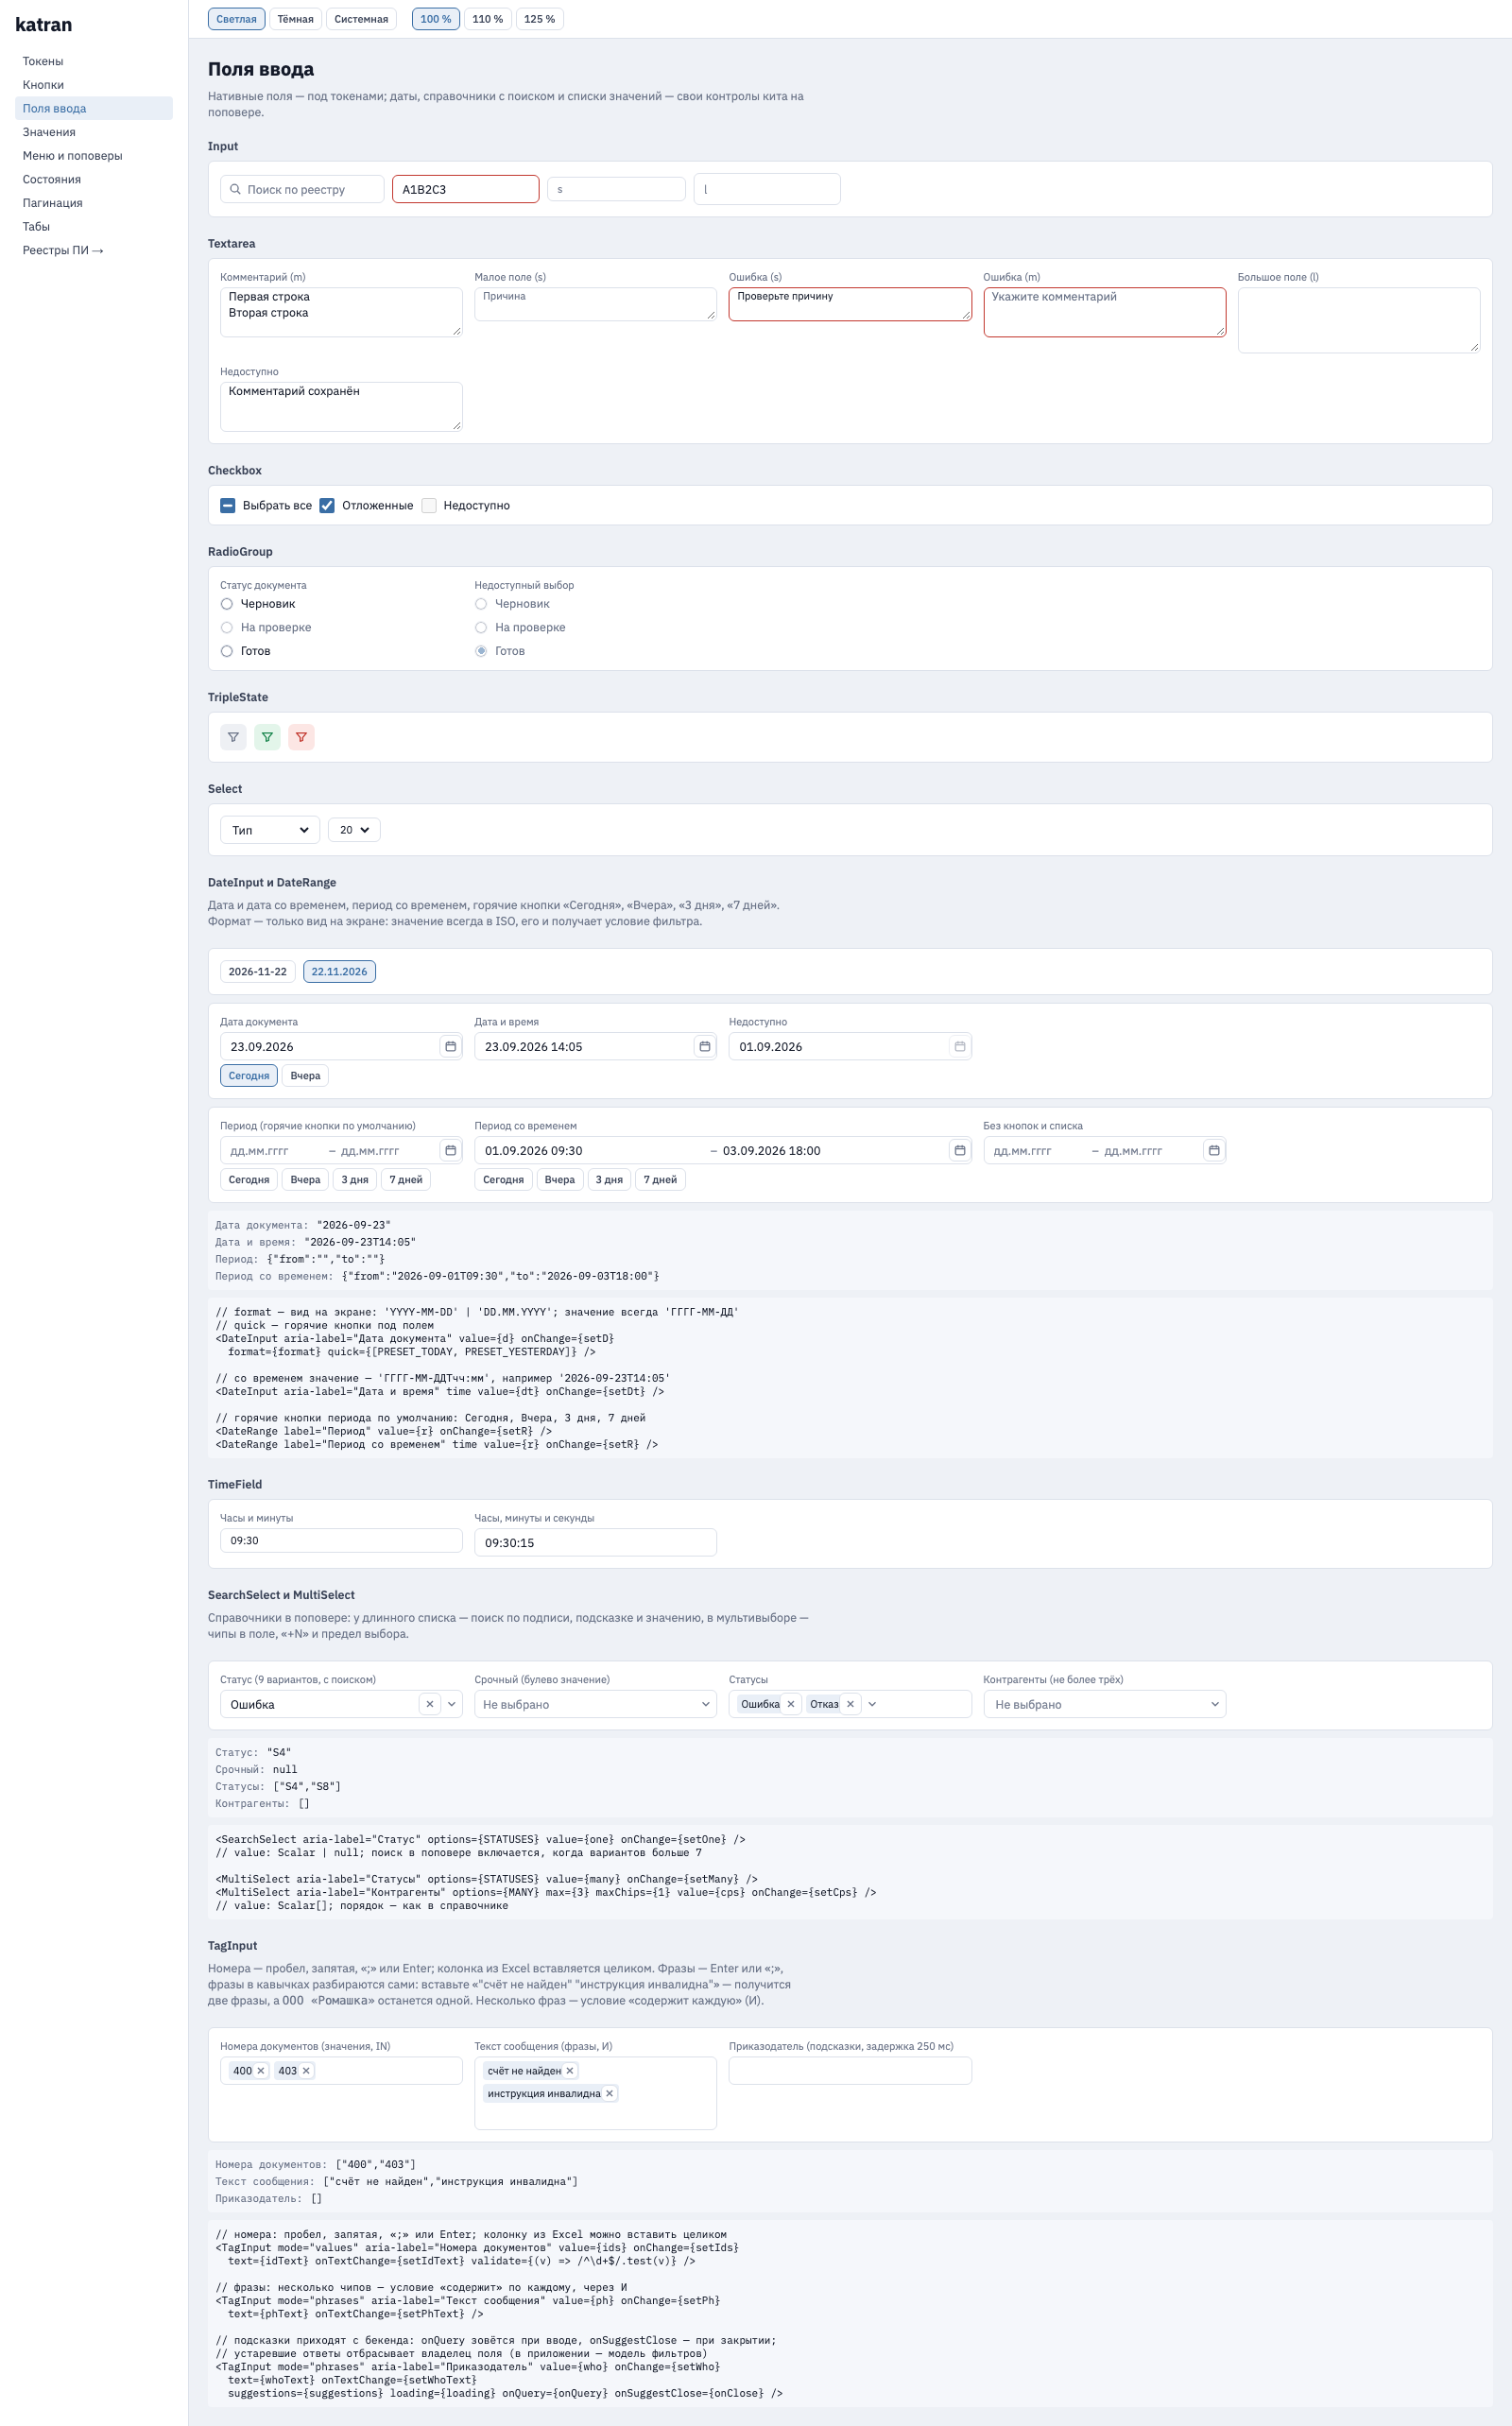 katran
Токены
Кнопки
Поля ввода
Значения
Меню и поповеры
Состояния
Пагинация
Табы
Реестры ПИ →
Светлая Тёмная Системная 100 % 110 % 125 %
Поля ввода
Нативные поля — под токенами; даты, справочники с поиском и списки значений — свои контролы кита на
поповере.
Input
Поиск по реестру A1B2C3 s l
Textarea
Комментарий (m) Малое поле (s) Ошибка (s) Ошибка (m) Большое поле (l)
Первая строка Причина Проверьте причину Укажите комментарий
Вторая строка
Недоступно
Комментарий сохранён
Checkbox
Выбрать все Отложенные Недоступно
RadioGroup
Статус документа Недоступный выбор
Черновик Черновик
На проверке На проверке
Готов Готов
TripleState
Select
Тип 20
DateInput и DateRange
Дата и дата со временем, период со временем, горячие кнопки «Сегодня», «Вчера», «3 дня», «7 дней».
Формат — только вид на экране: значение всегда в ISO, его и получает условие фильтра.
2026-11-22 22.11.2026
Дата документа Дата и время Недоступно
23.09.2026 23.09.2026 14:05 01.09.2026
Сегодня Вчера
Период (горячие кнопки по умолчанию) Период со временем Без кнопок и списка
дд.мм.гггг – дд.мм.гггг 01.09.2026 09:30 – 03.09.2026 18:00 дд.мм.гггг – дд.мм.гггг
Сегодня Вчера 3 дня 7 дней Сегодня Вчера 3 дня 7 дней
Дата документа: "2026-09-23"
Дата и время: "2026-09-23T14:05"
Период: {"from":"","to":""}
Период со временем: {"from":"2026-09-01T09:30","to":"2026-09-03T18:00"}
// format — вид на экране: 'YYYY-MM-DD' | 'DD.MM.YYYY'; значение всегда 'ГГГГ-ММ-ДД'
// quick — горячие кнопки под полем
<DateInput aria-label="Дата документа" value={d} onChange={setD}
  format={format} quick={[PRESET_TODAY, PRESET_YESTERDAY]} />
// со временем значение — 'ГГГГ-ММ-ДДTчч:мм', например '2026-09-23T14:05'
<DateInput aria-label="Дата и время" time value={dt} onChange={setDt} />
// горячие кнопки периода по умолчанию: Сегодня, Вчера, 3 дня, 7 дней
<DateRange label="Период" value={r} onChange={setR} />
<DateRange label="Период со временем" time value={r} onChange={setR} />
TimeField
Часы и минуты Часы, минуты и секунды
09:30 09:30:15
SearchSelect и MultiSelect
Справочники в поповере: у длинного списка — поиск по подписи, подсказке и значению, в мультивыборе —
чипы в поле, «+N» и предел выбора.
Статус (9 вариантов, с поиском) Срочный (булево значение) Статусы Контрагенты (не более трёх)
Ошибка Не выбрано Ошибка Отказ Не выбрано
Статус: "S4"
Срочный: null
Статусы: ["S4","S8"]
Контрагенты: []
<SearchSelect aria-label="Статус" options={STATUSES} value={one} onChange={setOne} />
// value: Scalar | null; поиск в поповере включается, когда вариантов больше 7
<MultiSelect aria-label="Статусы" options={STATUSES} value={many} onChange={setMany} />
<MultiSelect aria-label="Контрагенты" options={MANY} max={3} maxChips={1} value={cps} onChange={setCps} />
// value: Scalar[]; порядок — как в справочнике
TagInput
Номера — пробел, запятая, «;» или Enter; колонка из Excel вставляется целиком. Фразы — Enter или «;»,
фразы в кавычках разбираются сами: вставьте «"счёт не найден" "инструкция инвалидна"» — получится
две фразы, а ООО «Ромашка» останется одной. Несколько фраз — условие «содержит каждую» (И).
Номера документов (значения, IN) Текст сообщения (фразы, И) Приказодатель (подсказки, задержка 250 мс)
400 403 счёт не найден
инструкция инвалидна
Номера документов: ["400","403"]
Текст сообщения: ["счёт не найден","инструкция инвалидна"]
Приказодатель: []
// номера: пробел, запятая, «;» или Enter; колонку из Excel можно вставить целиком
<TagInput mode="values" aria-label="Номера документов" value={ids} onChange={setIds}
  text={idText} onTextChange={setIdText} validate={(v) => /^\d+$/.test(v)} />
// фразы: несколько чипов — условие «содержит» по каждому, через И
<TagInput mode="phrases" aria-label="Текст сообщения" value={ph} onChange={setPh}
  text={phText} onTextChange={setPhText} />
// подсказки приходят с бекенда: onQuery зовётся при вводе, onSuggestClose — при закрытии;
// устаревшие ответы отбрасывает владелец поля (в приложении — модель фильтров)
<TagInput mode="phrases" aria-label="Приказодатель" value={who} onChange={setWho}
  text={whoText} onTextChange={setWhoText}
  suggestions={suggestions} loading={loading} onQuery={onQuery} onSuggestClose={onClose} />